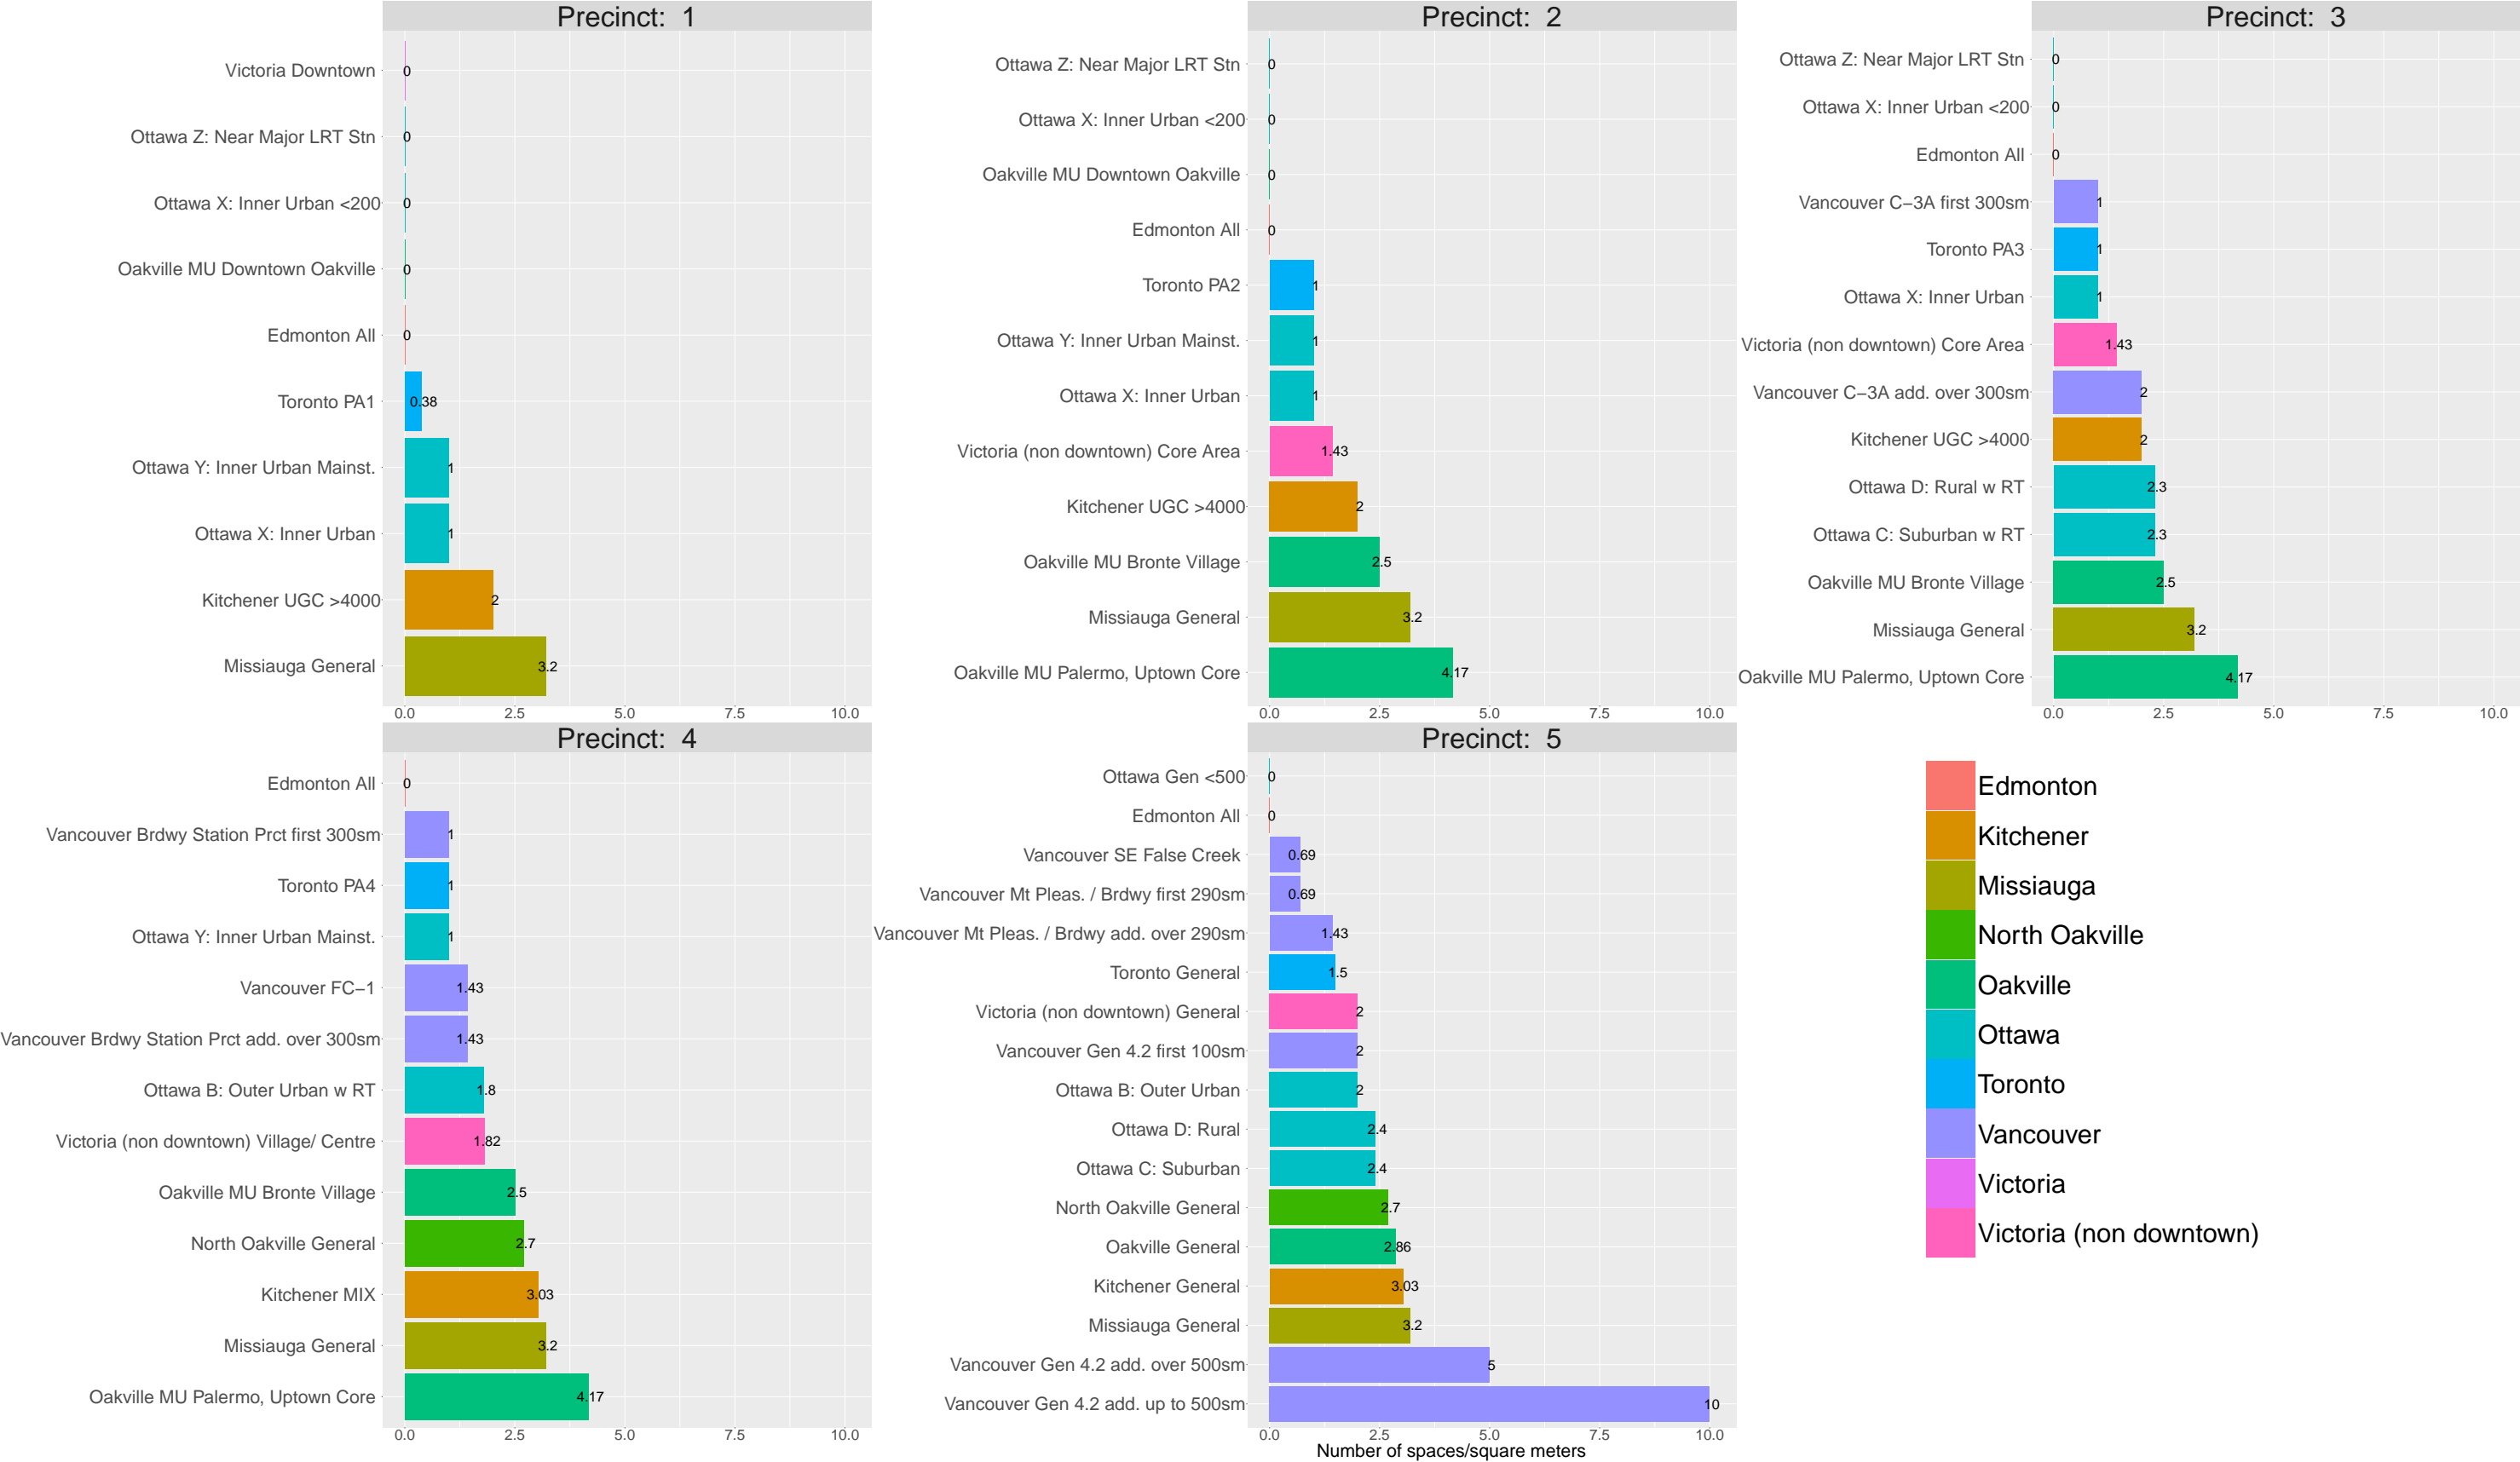 Precinct: 1
Victoria Downtown 0
Ottawa Z: Near Major LRT Stn 0
Ottawa X: Inner Urban <200 0
Oakville MU Downtown Oakville 0
Edmonton All 0
Toronto PA1 0.38
Ottawa Y: Inner Urban Mainst. 1
Ottawa X: Inner Urban 1
Kitchener UGC >4000 2
Missiauga General 3.2
0.0 2.5 5.0 7.5 10.0
Precinct: 2
Ottawa Z: Near Major LRT Stn 0
Ottawa X: Inner Urban <200 0
Oakville MU Downtown Oakville 0
Edmonton All 0
Toronto PA2 1
Ottawa Y: Inner Urban Mainst. 1
Ottawa X: Inner Urban 1
Victoria (non downtown) Core Area 1.43
Kitchener UGC >4000 2
Oakville MU Bronte Village 2.5
Missiauga General 3.2
Oakville MU Palermo, Uptown Core 4.17
0.0 2.5 5.0 7.5 10.0
Precinct: 3
Ottawa Z: Near Major LRT Stn 0
Ottawa X: Inner Urban <200 0
Edmonton All 0
Vancouver C−3A first 300sm 1
Toronto PA3 1
Ottawa X: Inner Urban 1
Victoria (non downtown) Core Area 1.43
Vancouver C−3A add. over 300sm 2
Kitchener UGC >4000 2
Ottawa D: Rural w RT 2.3
Ottawa C: Suburban w RT 2.3
Oakville MU Bronte Village 2.5
Missiauga General 3.2
Oakville MU Palermo, Uptown Core 4.17
0.0 2.5 5.0 7.5 10.0
Precinct: 4
Edmonton All 0
Vancouver Brdwy Station Prct first 300sm 1
Toronto PA4 1
Ottawa Y: Inner Urban Mainst. 1
Vancouver FC−1 1.43
Vancouver Brdwy Station Prct add. over 300sm 1.43
Ottawa B: Outer Urban w RT 1.8
Victoria (non downtown) Village/ Centre 1.82
Oakville MU Bronte Village 2.5
North Oakville General 2.7
Kitchener MIX 3.03
Missiauga General 3.2
Oakville MU Palermo, Uptown Core 4.17
0.0 2.5 5.0 7.5 10.0
Precinct: 5
Ottawa Gen <500 0
Edmonton All 0
Vancouver SE False Creek 0.69
Vancouver Mt Pleas. / Brdwy first 290sm 0.69
Vancouver Mt Pleas. / Brdwy add. over 290sm 1.43
Toronto General 1.5
Victoria (non downtown) General 2
Vancouver Gen 4.2 first 100sm 2
Ottawa B: Outer Urban 2
Ottawa D: Rural 2.4
Ottawa C: Suburban 2.4
North Oakville General 2.7
Oakville General 2.86
Kitchener General 3.03
Missiauga General 3.2
Vancouver Gen 4.2 add. over 500sm 5
Vancouver Gen 4.2 add. up to 500sm 10
0.0 2.5 5.0 7.5 10.0
Number of spaces/square meters
Edmonton
Kitchener
Missiauga
North Oakville
Oakville
Ottawa
Toronto
Vancouver
Victoria
Victoria (non downtown)